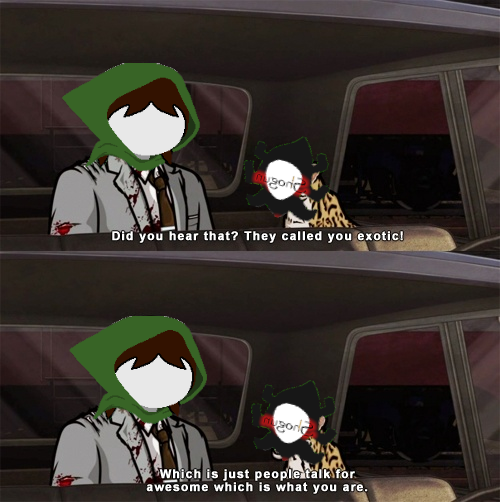 Did you hear that? They called you exotic!
Which is just people talk for
awesome which is what you are.